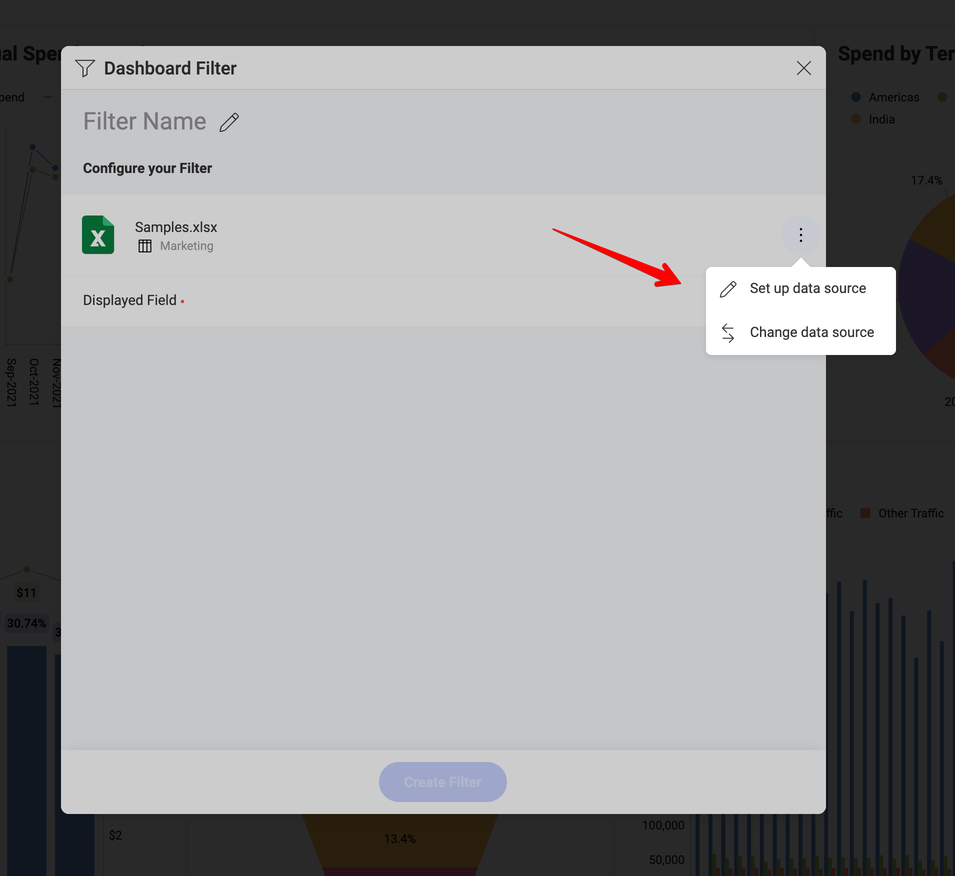 Dashboard Filter
Spend by Ter
pend
Americas
India
Filter Name
Configure your Filter
17.4%
Samples.xlsx
Marketing
Set up data source
Displayed Field •
Change data source
Sep-2021
Oct-2021
Nov-2021
20
ffic
Other Traffic
$11
30.74%
3
Create Filter
$2
13.4%
100,000
50,000